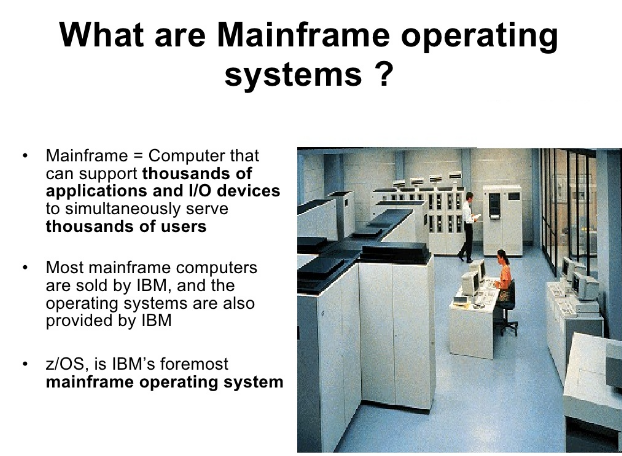 What are Mainframe operating
systems ?
• Mainframe = Computer that
can support thousands of
applications and I/O devices
to simultaneously serve
thousands of users
• Most mainframe computers
are sold by IBM, and the
operating systems are also
provided by IBM
• z/OS, is IBM’s foremost
mainframe operating system